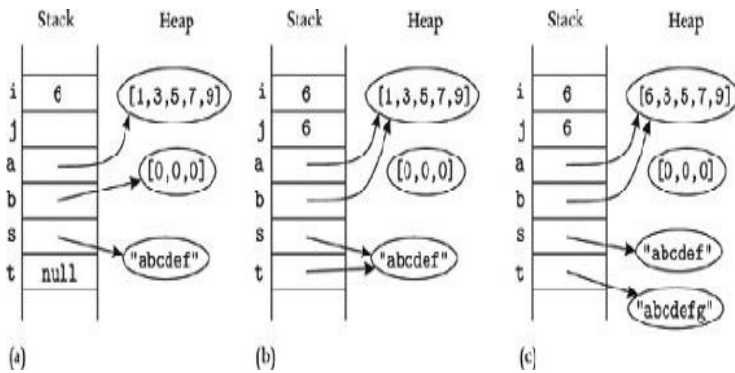 Stack Heap
i 6 [1,3,5,7,9]
j
a
b [0,0,0]
s
t null "abcdef"
(a)
Stack Heap
i 6 [1,3,5,7,9]
j 6
a
b [0,0,0]
s
t "abcdef"
(b)
Stack Heap
i 6 [6,3,5,7,9]
j 6
a
b [0,0,0]
s "abcdef"
t
"abcdefg"
(c)